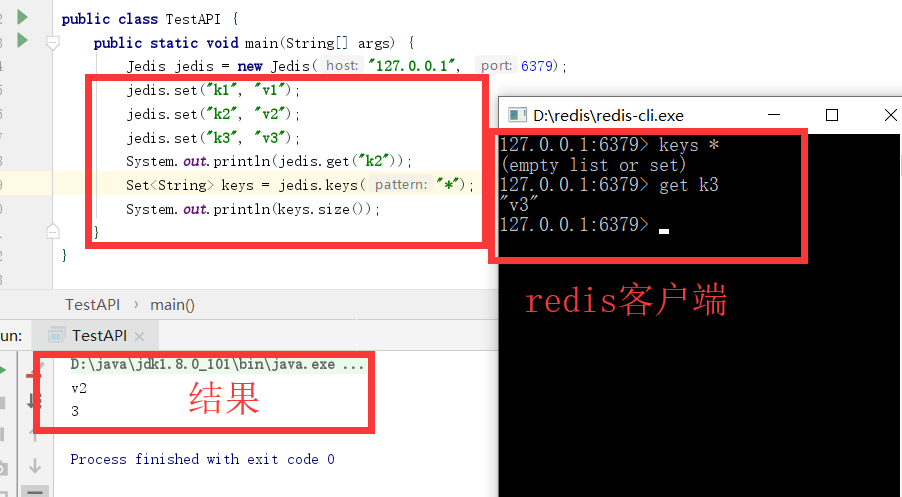 public class TestAPI {
public static void main(String[] args) {
Jedis jedis = new Jedis( host: "127.0.0.1", port: 6379);
jedis.set("k1", "v1");
jedis.set("k2", "v2");
jedis.set("k3", "v3");
System.out.println(jedis.get("k2"));
Set<String> keys = jedis.keys( pattern: "*");
System.out.println(keys.size());
}
}
D:\redis\redis-cli.exe
127.0.0.1:6379> keys *
(empty list or set)
127.0.0.1:6379> get k3
"v3"
127.0.0.1:6379>
redis客户端
TestAPI › main()
un: TestAPI ×
D:\java\jdk1.8.0_101\bin\java.exe ...
v2
3
结果
Process finished with exit code 0